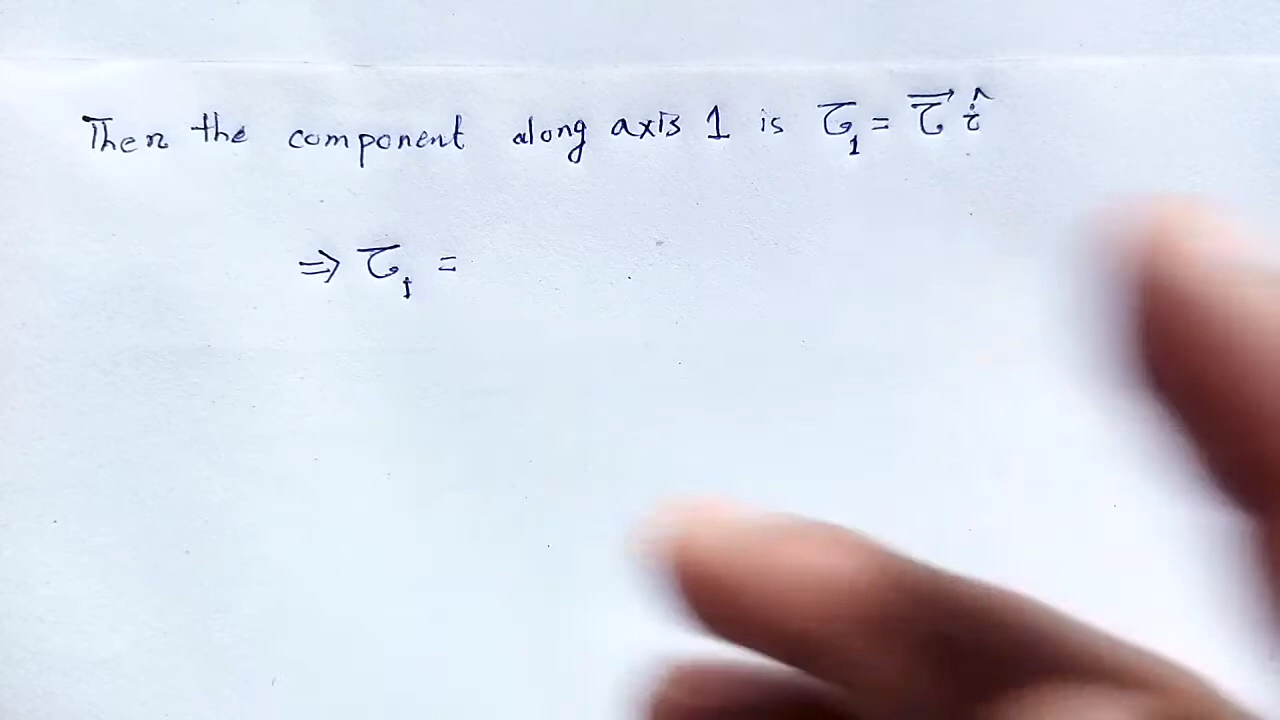 Then the component along axis 1 is τ₁ = τ⃗ î
⇒ τ₁ =